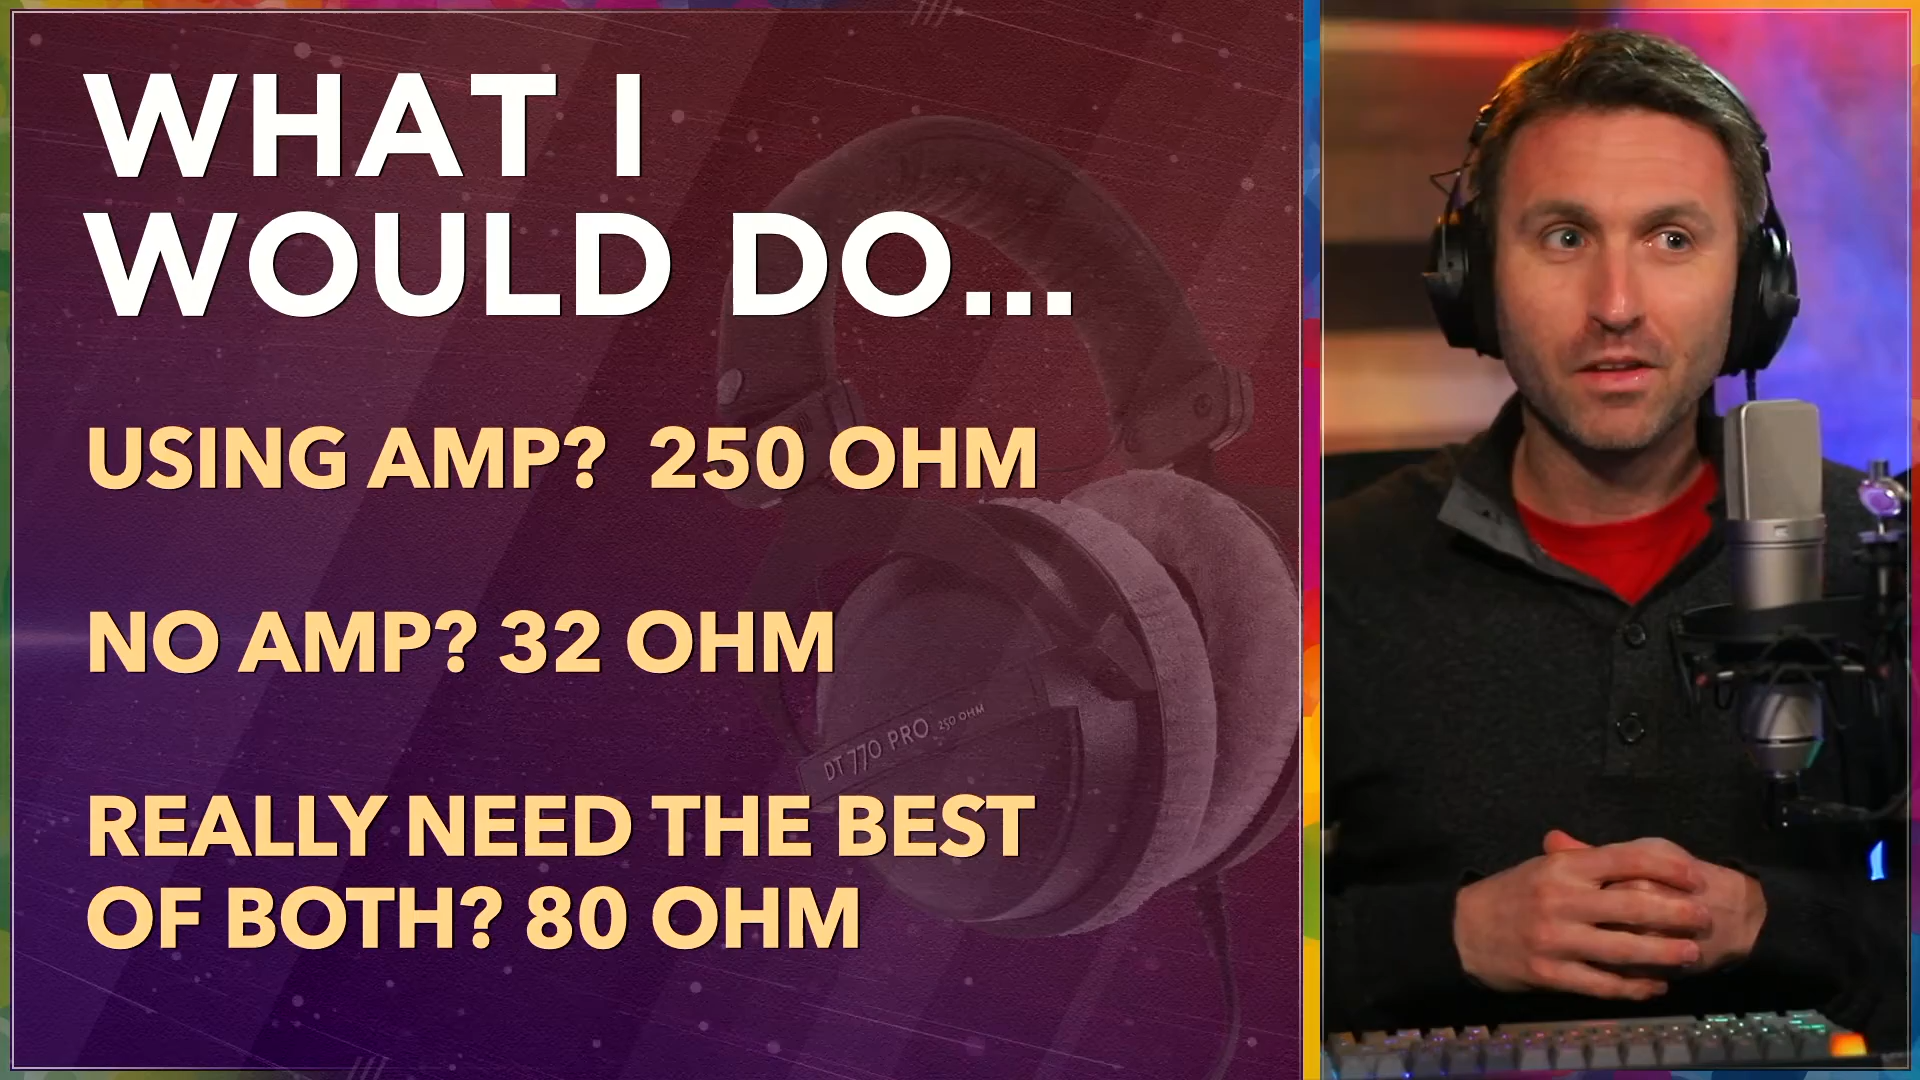 WHAT I
WOULD DO...
USING AMP? 250 OHM
NO AMP? 32 OHM
DT 770 PRO 250 OHM
REALLY NEED THE BEST
OF BOTH? 80 OHM